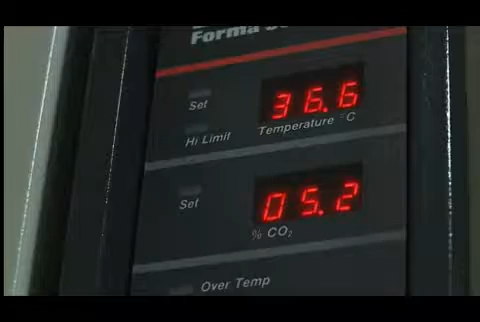 Forma
Set
36.6
Hi Limit
Temperature °C
Set
05.2
% CO₂
Over Temp